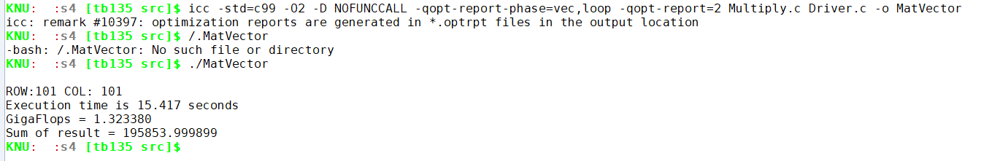 KNU:  :s4 [tb135 src]$ icc -std=c99 -O2 -D NOFUNCCALL -qopt-report-phase=vec,loop -qopt-report=2 Multiply.c Driver.c -o MatVector
icc: remark #10397: optimization reports are generated in *.optrpt files in the output location
KNU:  :s4 [tb135 src]$ /.MatVector
-bash: /.MatVector: No such file or directory
KNU:  :s4 [tb135 src]$ ./MatVector
ROW:101 COL: 101
Execution time is 15.417 seconds
GigaFlops = 1.323380
Sum of result = 195853.999899
KNU:  :s4 [tb135 src]$